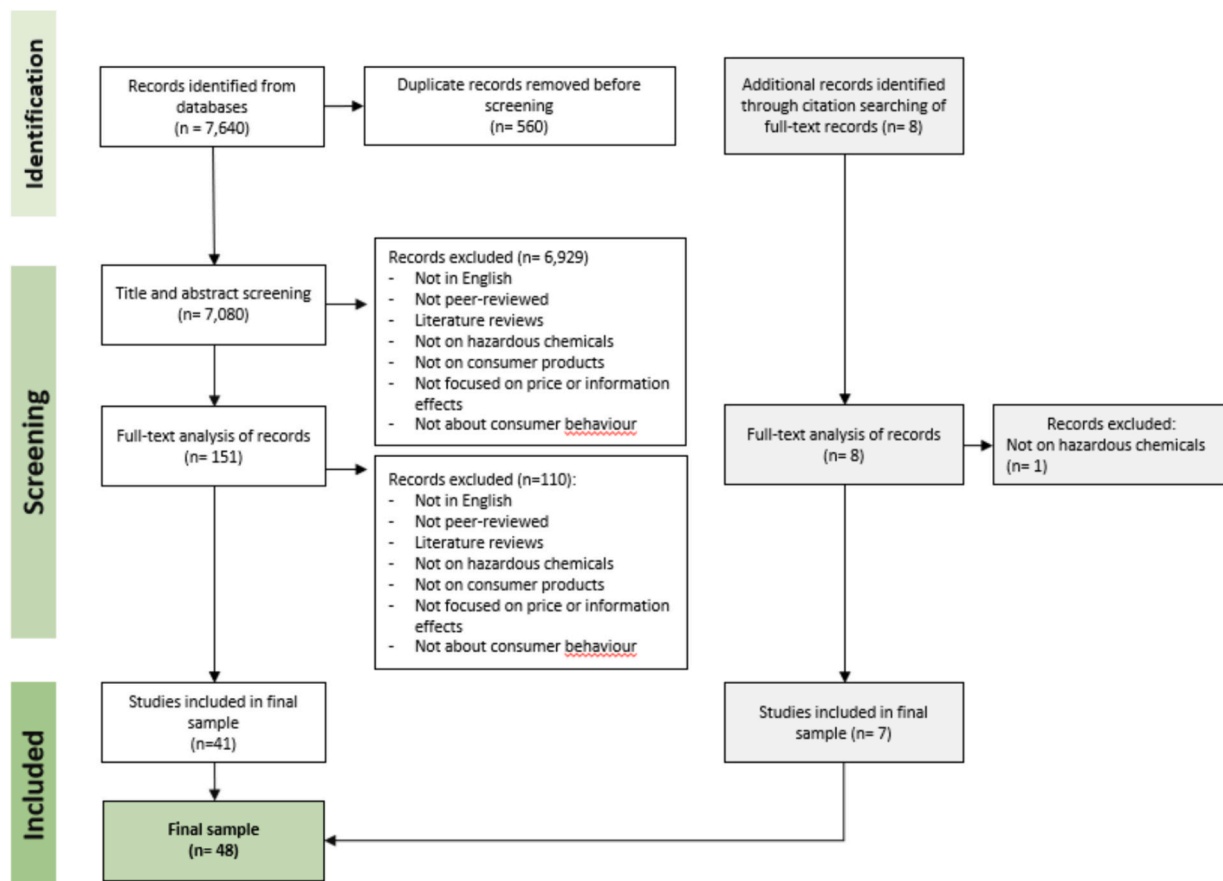 Identification
Records identified from
databases
(n = 7,640)
Duplicate records removed before
screening
(n= 560)
Additional records identified
through citation searching of
full-text records (n= 8)
Screening
Title and abstract screening
(n= 7,080)
Records excluded (n= 6,929)
- Not in English
- Not peer-reviewed
- Literature reviews
- Not on hazardous chemicals
- Not on consumer products
- Not focused on price or information
effects
- Not about consumer behaviour
Full-text analysis of records
(n= 151)
Records excluded (n=110):
- Not in English
- Not peer-reviewed
- Literature reviews
- Not on hazardous chemicals
- Not on consumer products
- Not focused on price or information
effects
- Not about consumer behaviour
Full-text analysis of records
(n= 8)
Records excluded:
Not on hazardous chemicals
(n= 1)
Included
Studies included in final
sample
(n=41)
Studies included in final
sample (n= 7)
Final sample
(n= 48)